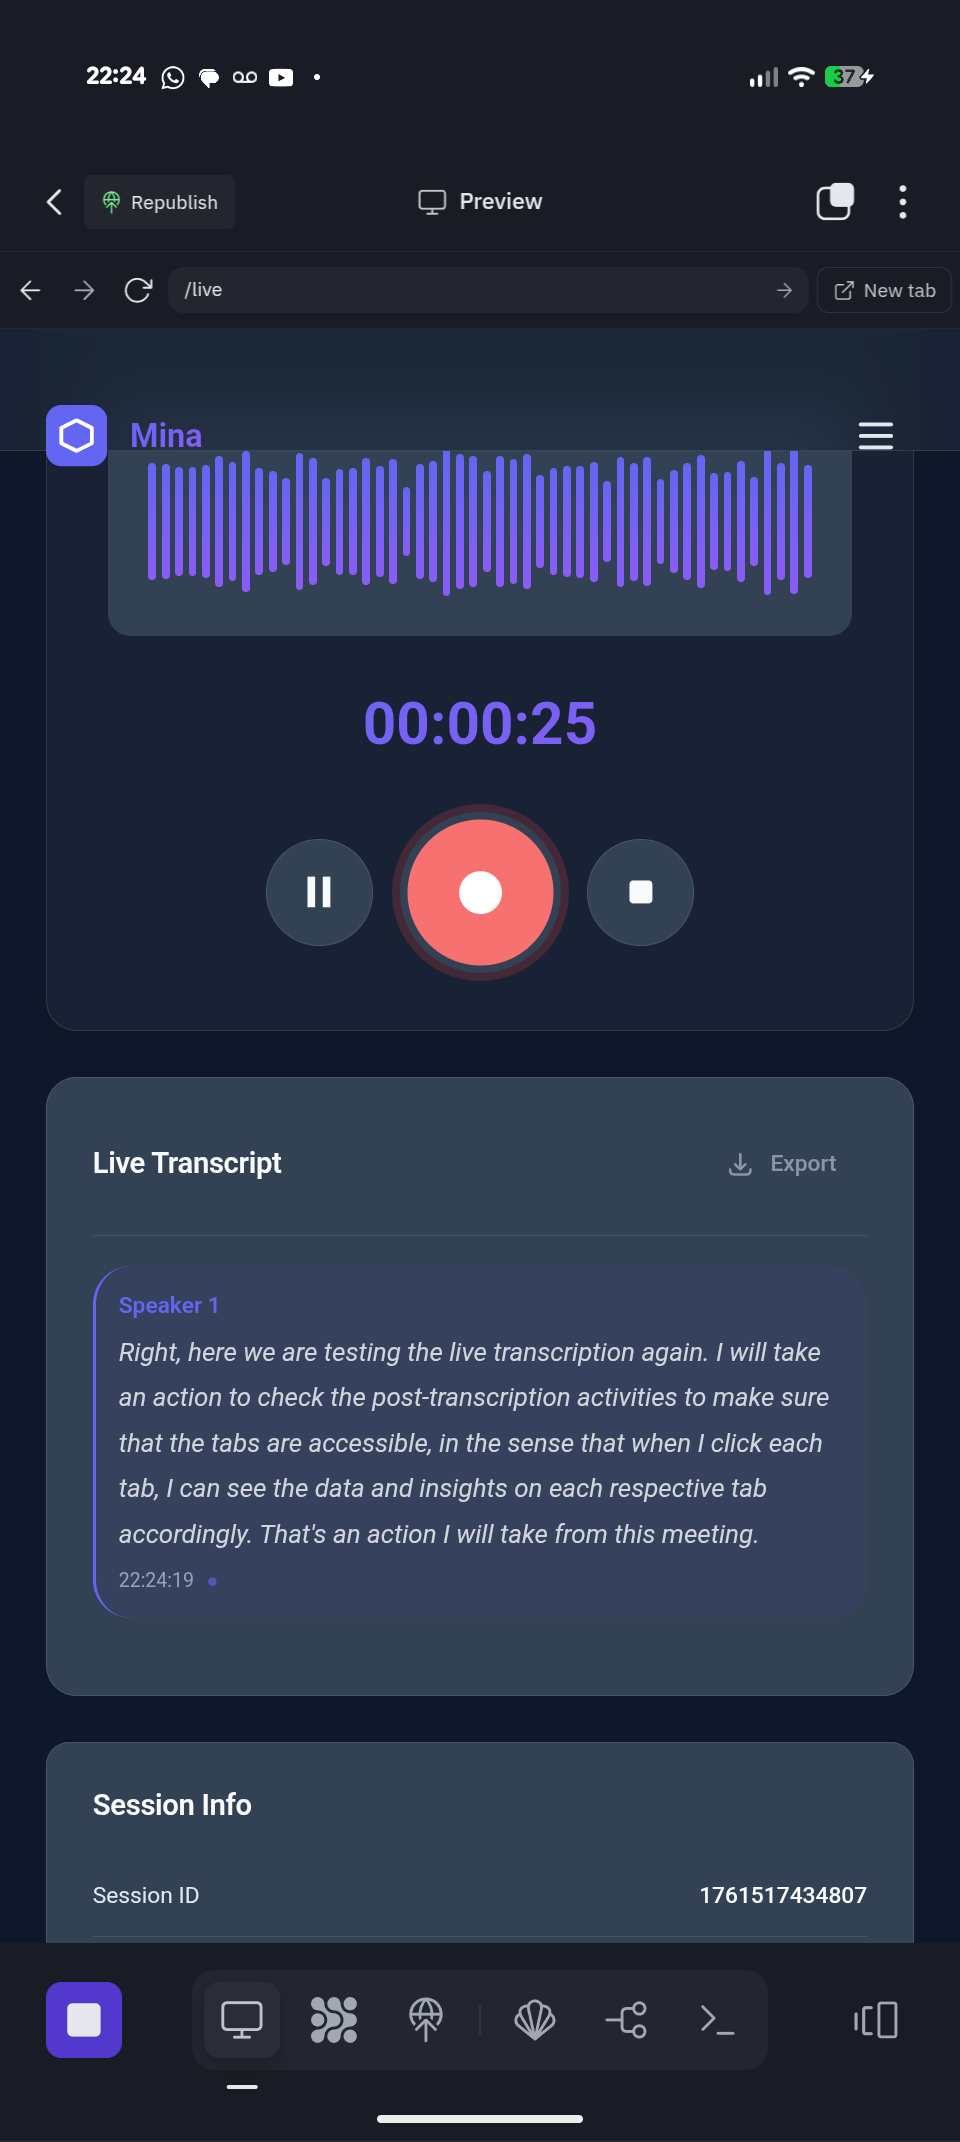 22:24
37
Republish
Preview
/live
New tab
Mina
00:00:25
Live Transcript
Export
Speaker 1
Right, here we are testing the live transcription again. I will take
an action to check the post-transcription activities to make sure
that the tabs are accessible, in the sense that when I click each
tab, I can see the data and insights on each respective tab
accordingly. That's an action I will take from this meeting.
22:24:19
Session Info
Session ID
1761517434807